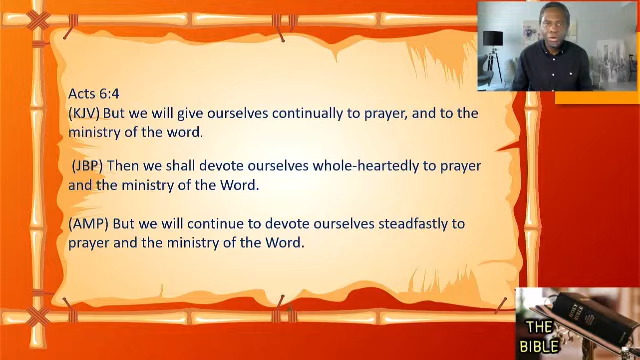 Acts 6:4
(KJV) But we will give ourselves continually to prayer, and to the
ministry of the word.
(JBP) Then we shall devote ourselves whole-heartedly to prayer
and the ministry of the Word.
(AMP) But we will continue to devote ourselves steadfastly to
prayer and the ministry of the Word.
THE
BIBLE
HOLY BIBLE